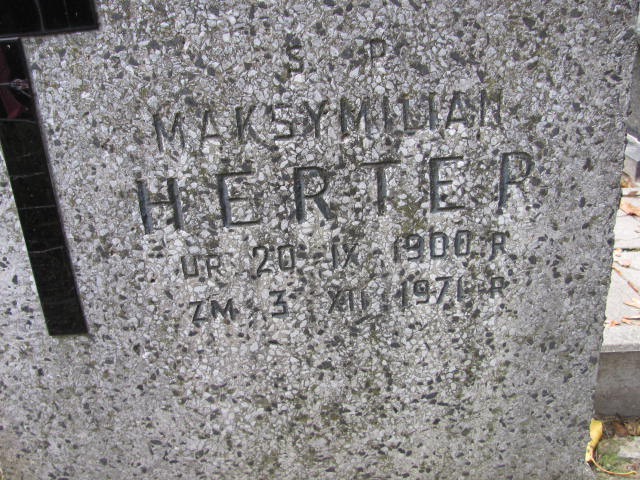 S P
MAKSYMILIAN
HERTER
UR 20 IX 1900 R
ZM 3 XII 1971 R